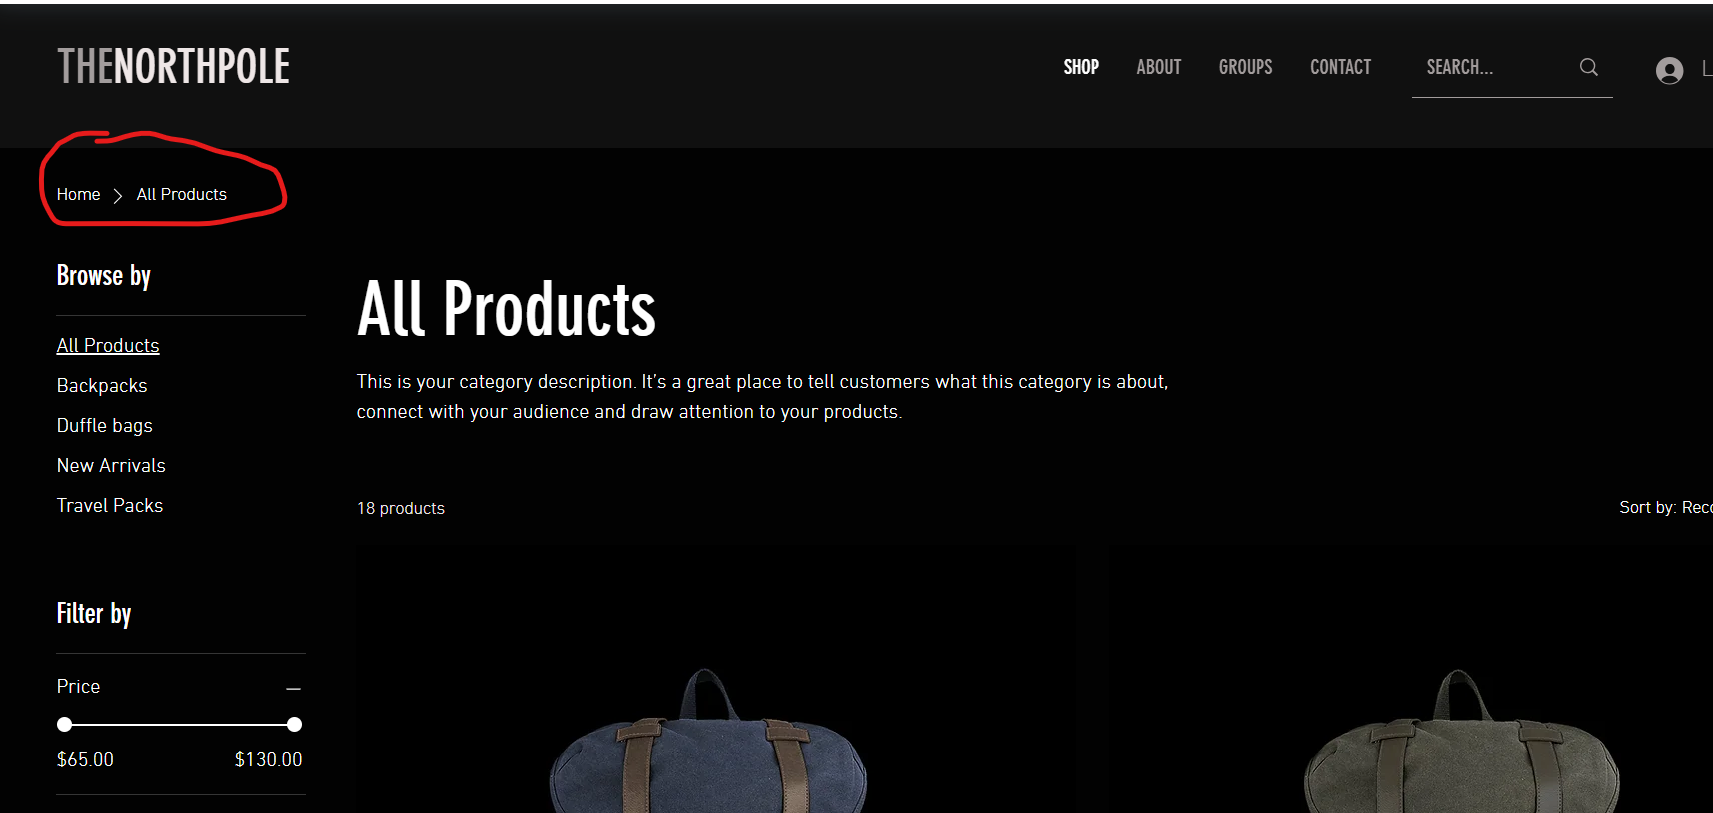 THENORTHPOLE
SHOP ABOUT GROUPS CONTACT SEARCH...
Home All Products
Browse by
All Products
Backpacks
Duffle bags
New Arrivals
Travel Packs
All Products
This is your category description. It's a great place to tell customers what this category is about,
connect with your audience and draw attention to your products.
18 products
Sort by:
Filter by
Price
$65.00 $130.00